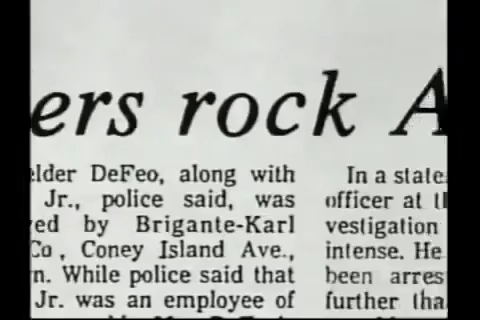 ers rock A
elder DeFeo, along with
Jr., police said, was
ed by Brigante-Karl
Co, Coney Island Ave.,
n. While police said that
Jr. was an employee of
In a state
officer at
vestigation
intense. He
been arres
further tha